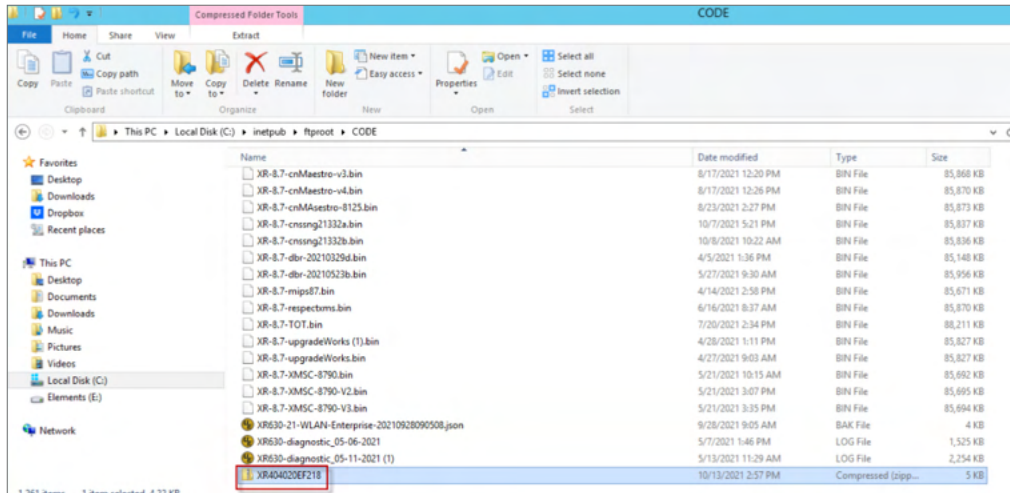 Compressed Folder Tools
CODE
File Home Share View Extract
Copy
Paste
Cut
Copy path
Paste shortcut
Clipboard
Move to
Copy to
Delete
Rename
Organize
New folder
New item
Easy access
New
Properties
Open
Edit
Open
Select all
Select none
Invert selection
Select
This PC Local Disk (C:) inetpub ftproot CODE
Favorites
Desktop
Downloads
Dropbox
Recent places
This PC
Desktop
Documents
Downloads
Music
Pictures
Videos
Local Disk (C:)
Elements (E:)
Network
Name Date modified Type Size
XR-8.7-cnMaestro-v3.bin 8/17/2021 12:20 PM BIN File 85,868 KB
XR-8.7-cnMaestro-v4.bin 8/17/2021 12:26 PM BIN File 85,870 KB
XR-8.7-cnMAsestro-8125.bin 8/23/2021 2:27 PM BIN File 85,873 KB
XR-8.7-cnssng21332a.bin 10/7/2021 5:21 PM BIN File 85,837 KB
XR-8.7-cnssng21332b.bin 10/8/2021 10:22 AM BIN File 85,836 KB
XR-8.7-dbr-20210329d.bin 4/5/2021 1:36 PM BIN File 85,148 KB
XR-8.7-dbr-20210523b.bin 5/27/2021 9:30 AM BIN File 85,956 KB
XR-8.7-mips87.bin 4/14/2021 2:58 PM BIN File 85,671 KB
XR-8.7-respectxms.bin 6/16/2021 8:37 AM BIN File 85,870 KB
XR-8.7-TOT.bin 7/20/2021 2:34 PM BIN File 88,211 KB
XR-8.7-upgradeWorks (1).bin 4/28/2021 1:11 PM BIN File 85,827 KB
XR-8.7-upgradeWorks.bin 4/27/2021 9:03 AM BIN File 85,827 KB
XR-8.7-XMSC-8790.bin 5/21/2021 10:15 AM BIN File 85,692 KB
XR-8.7-XMSC-8790-V2.bin 5/21/2021 3:07 PM BIN File 85,695 KB
XR-8.7-XMSC-8790-V3.bin 5/21/2021 3:35 PM BIN File 85,694 KB
XR630-21-WLAN-Enterprise-20210928090508.json 9/28/2021 9:05 AM BAK File 4 KB
XR630-diagnostic_05-06-2021 5/7/2021 1:46 PM LOG File 1,525 KB
XR630-diagnostic_05-11-2021 (1) 5/13/2021 11:29 AM LOG File 2,254 KB
XR404020EF218 10/13/2021 2:57 PM Compressed (zipp... 5 KB